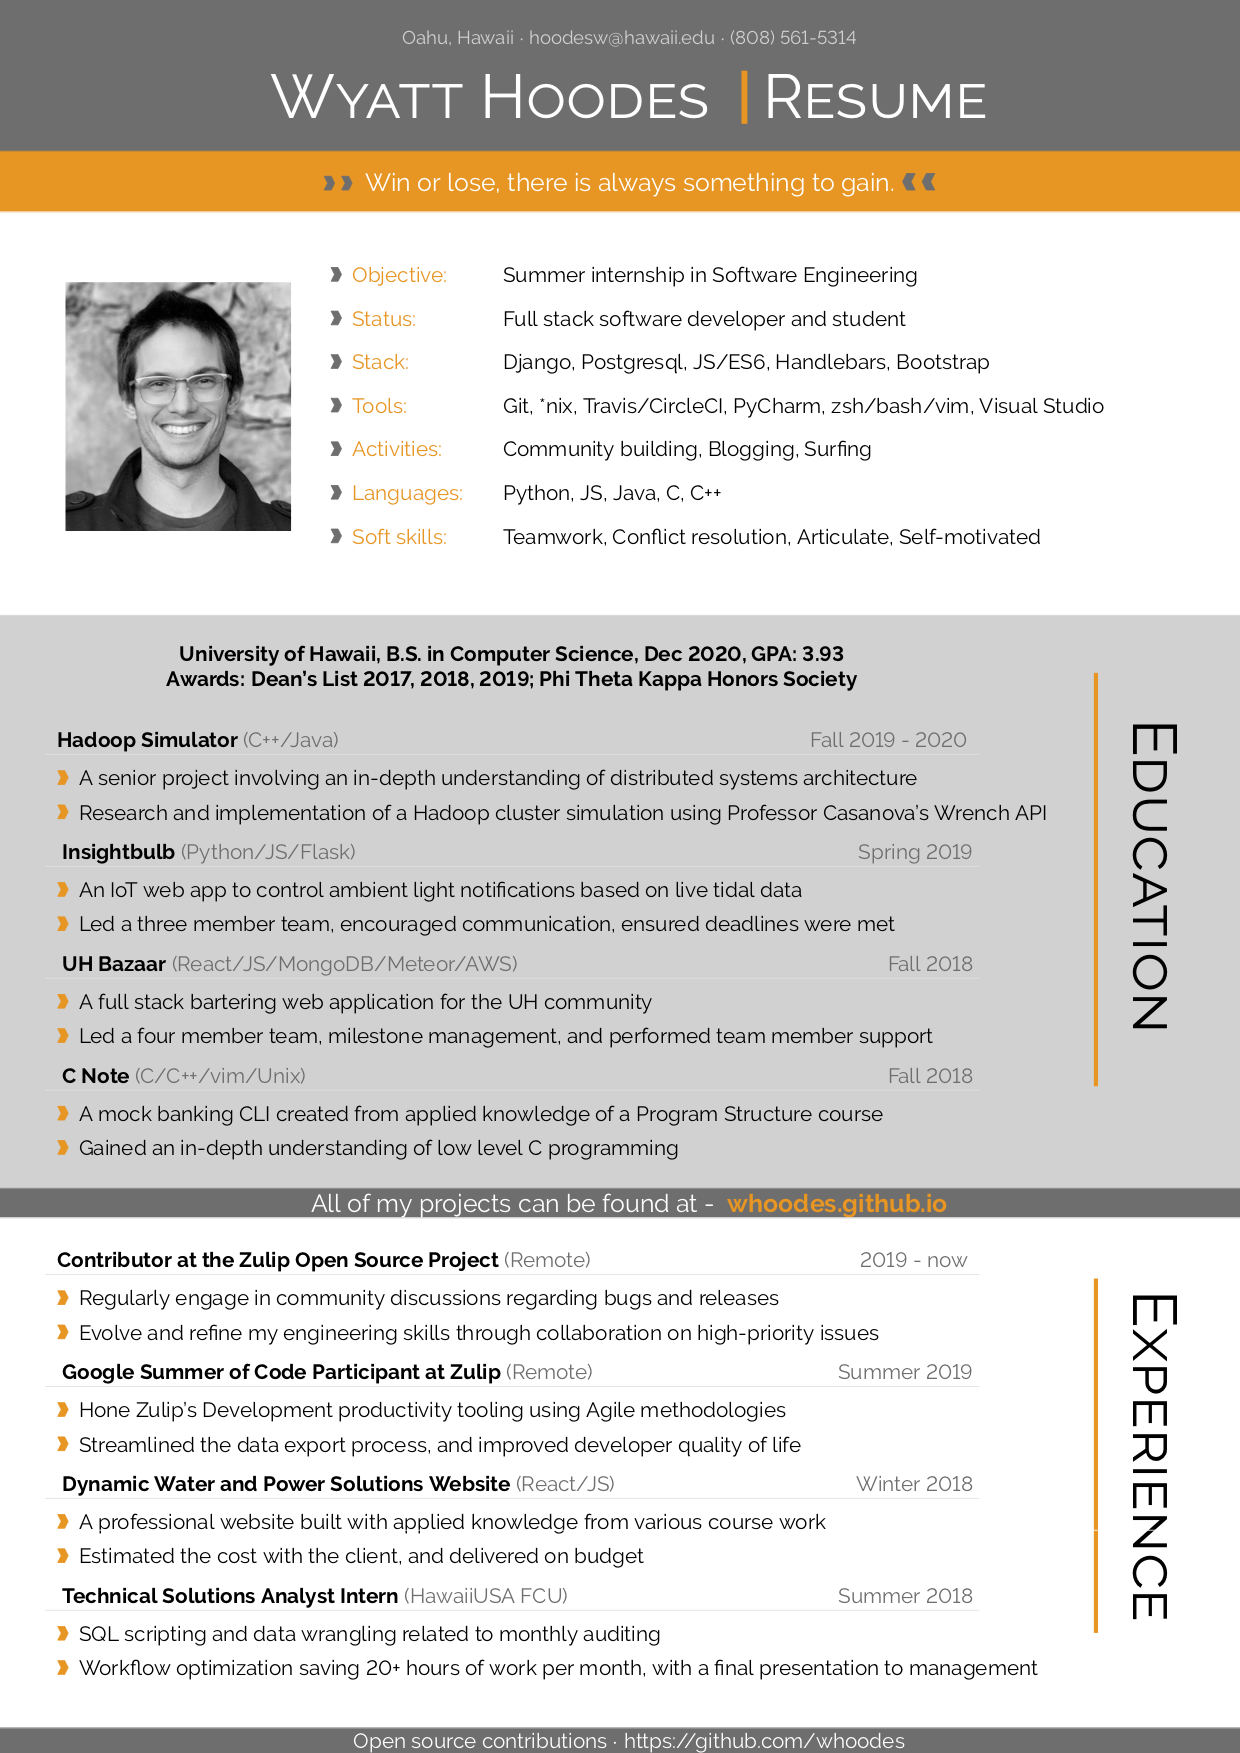 Oahu, Hawaii · hoodesw@hawaii.edu · (808) 561-5314
Wyatt Hoodes | Resume
Win or lose, there is always something to gain.
Objective: Summer internship in Software Engineering
Status: Full stack software developer and student
Stack: Django, Postgresql, JS/ES6, Handlebars, Bootstrap
Tools: Git, *nix, Travis/CircleCI, PyCharm, zsh/bash/vim, Visual Studio
Activities: Community building, Blogging, Surfing
Languages: Python, JS, Java, C, C++
Soft skills: Teamwork, Conflict resolution, Articulate, Self-motivated
Education
University of Hawaii, B.S. in Computer Science, Dec 2020, GPA: 3.93
Awards: Dean's List 2017, 2018, 2019; Phi Theta Kappa Honors Society
Hadoop Simulator (C++/Java) Fall 2019 - 2020
A senior project involving an in-depth understanding of distributed systems architecture
Research and implementation of a Hadoop cluster simulation using Professor Casanova's Wrench API
Insightbulb (Python/JS/Flask) Spring 2019
An IoT web app to control ambient light notifications based on live tidal data
Led a three member team, encouraged communication, ensured deadlines were met
UH Bazaar (React/JS/MongoDB/Meteor/AWS) Fall 2018
A full stack bartering web application for the UH community
Led a four member team, milestone management, and performed team member support
C Note (C/C++/vim/Unix) Fall 2018
A mock banking CLI created from applied knowledge of a Program Structure course
Gained an in-depth understanding of low level C programming
All of my projects can be found at - whoodes.github.io
Experience
Contributor at the Zulip Open Source Project (Remote) 2019 - now
Regularly engage in community discussions regarding bugs and releases
Evolve and refine my engineering skills through collaboration on high-priority issues
Google Summer of Code Participant at Zulip (Remote) Summer 2019
Hone Zulip's Development productivity tooling using Agile methodologies
Streamlined the data export process, and improved developer quality of life
Dynamic Water and Power Solutions Website (React/JS) Winter 2018
A professional website built with applied knowledge from various course work
Estimated the cost with the client, and delivered on budget
Technical Solutions Analyst Intern (HawaiiUSA FCU) Summer 2018
SQL scripting and data wrangling related to monthly auditing
Workflow optimization saving 20+ hours of work per month, with a final presentation to management
Open source contributions · https://github.com/whoodes